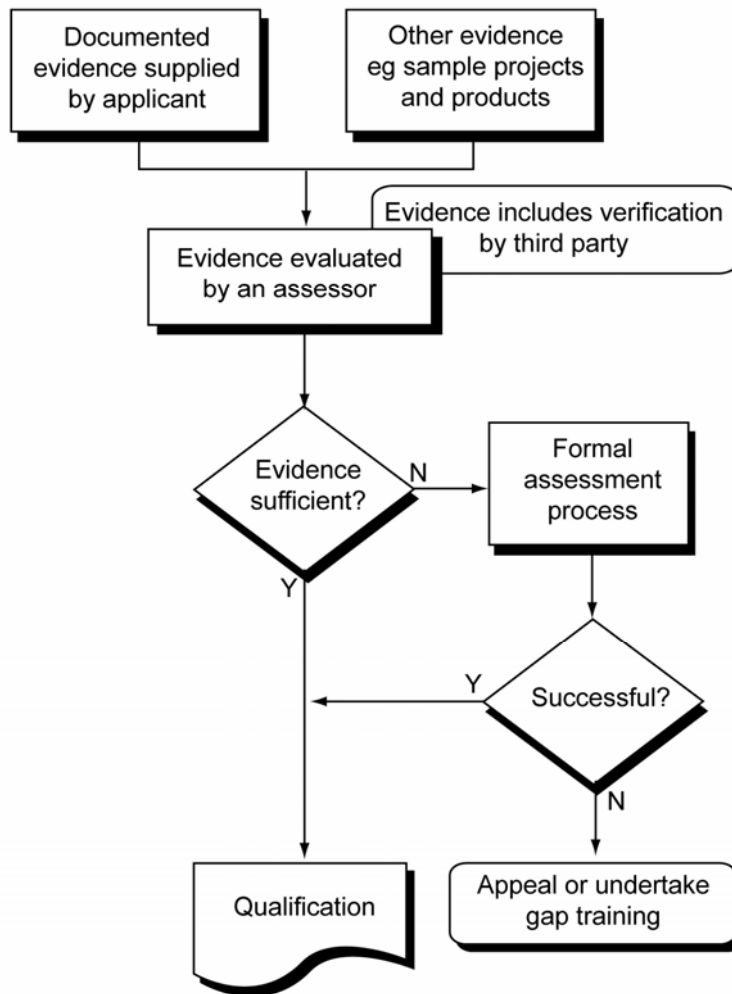 Documented
evidence supplied
by applicant
Other evidence
eg sample projects
and products
Evidence includes verification
by third party
Evidence evaluated
by an assessor
Evidence
sufficient?
N
Y
Formal
assessment
process
Y
Successful?
N
Qualification
Appeal or undertake
gap training